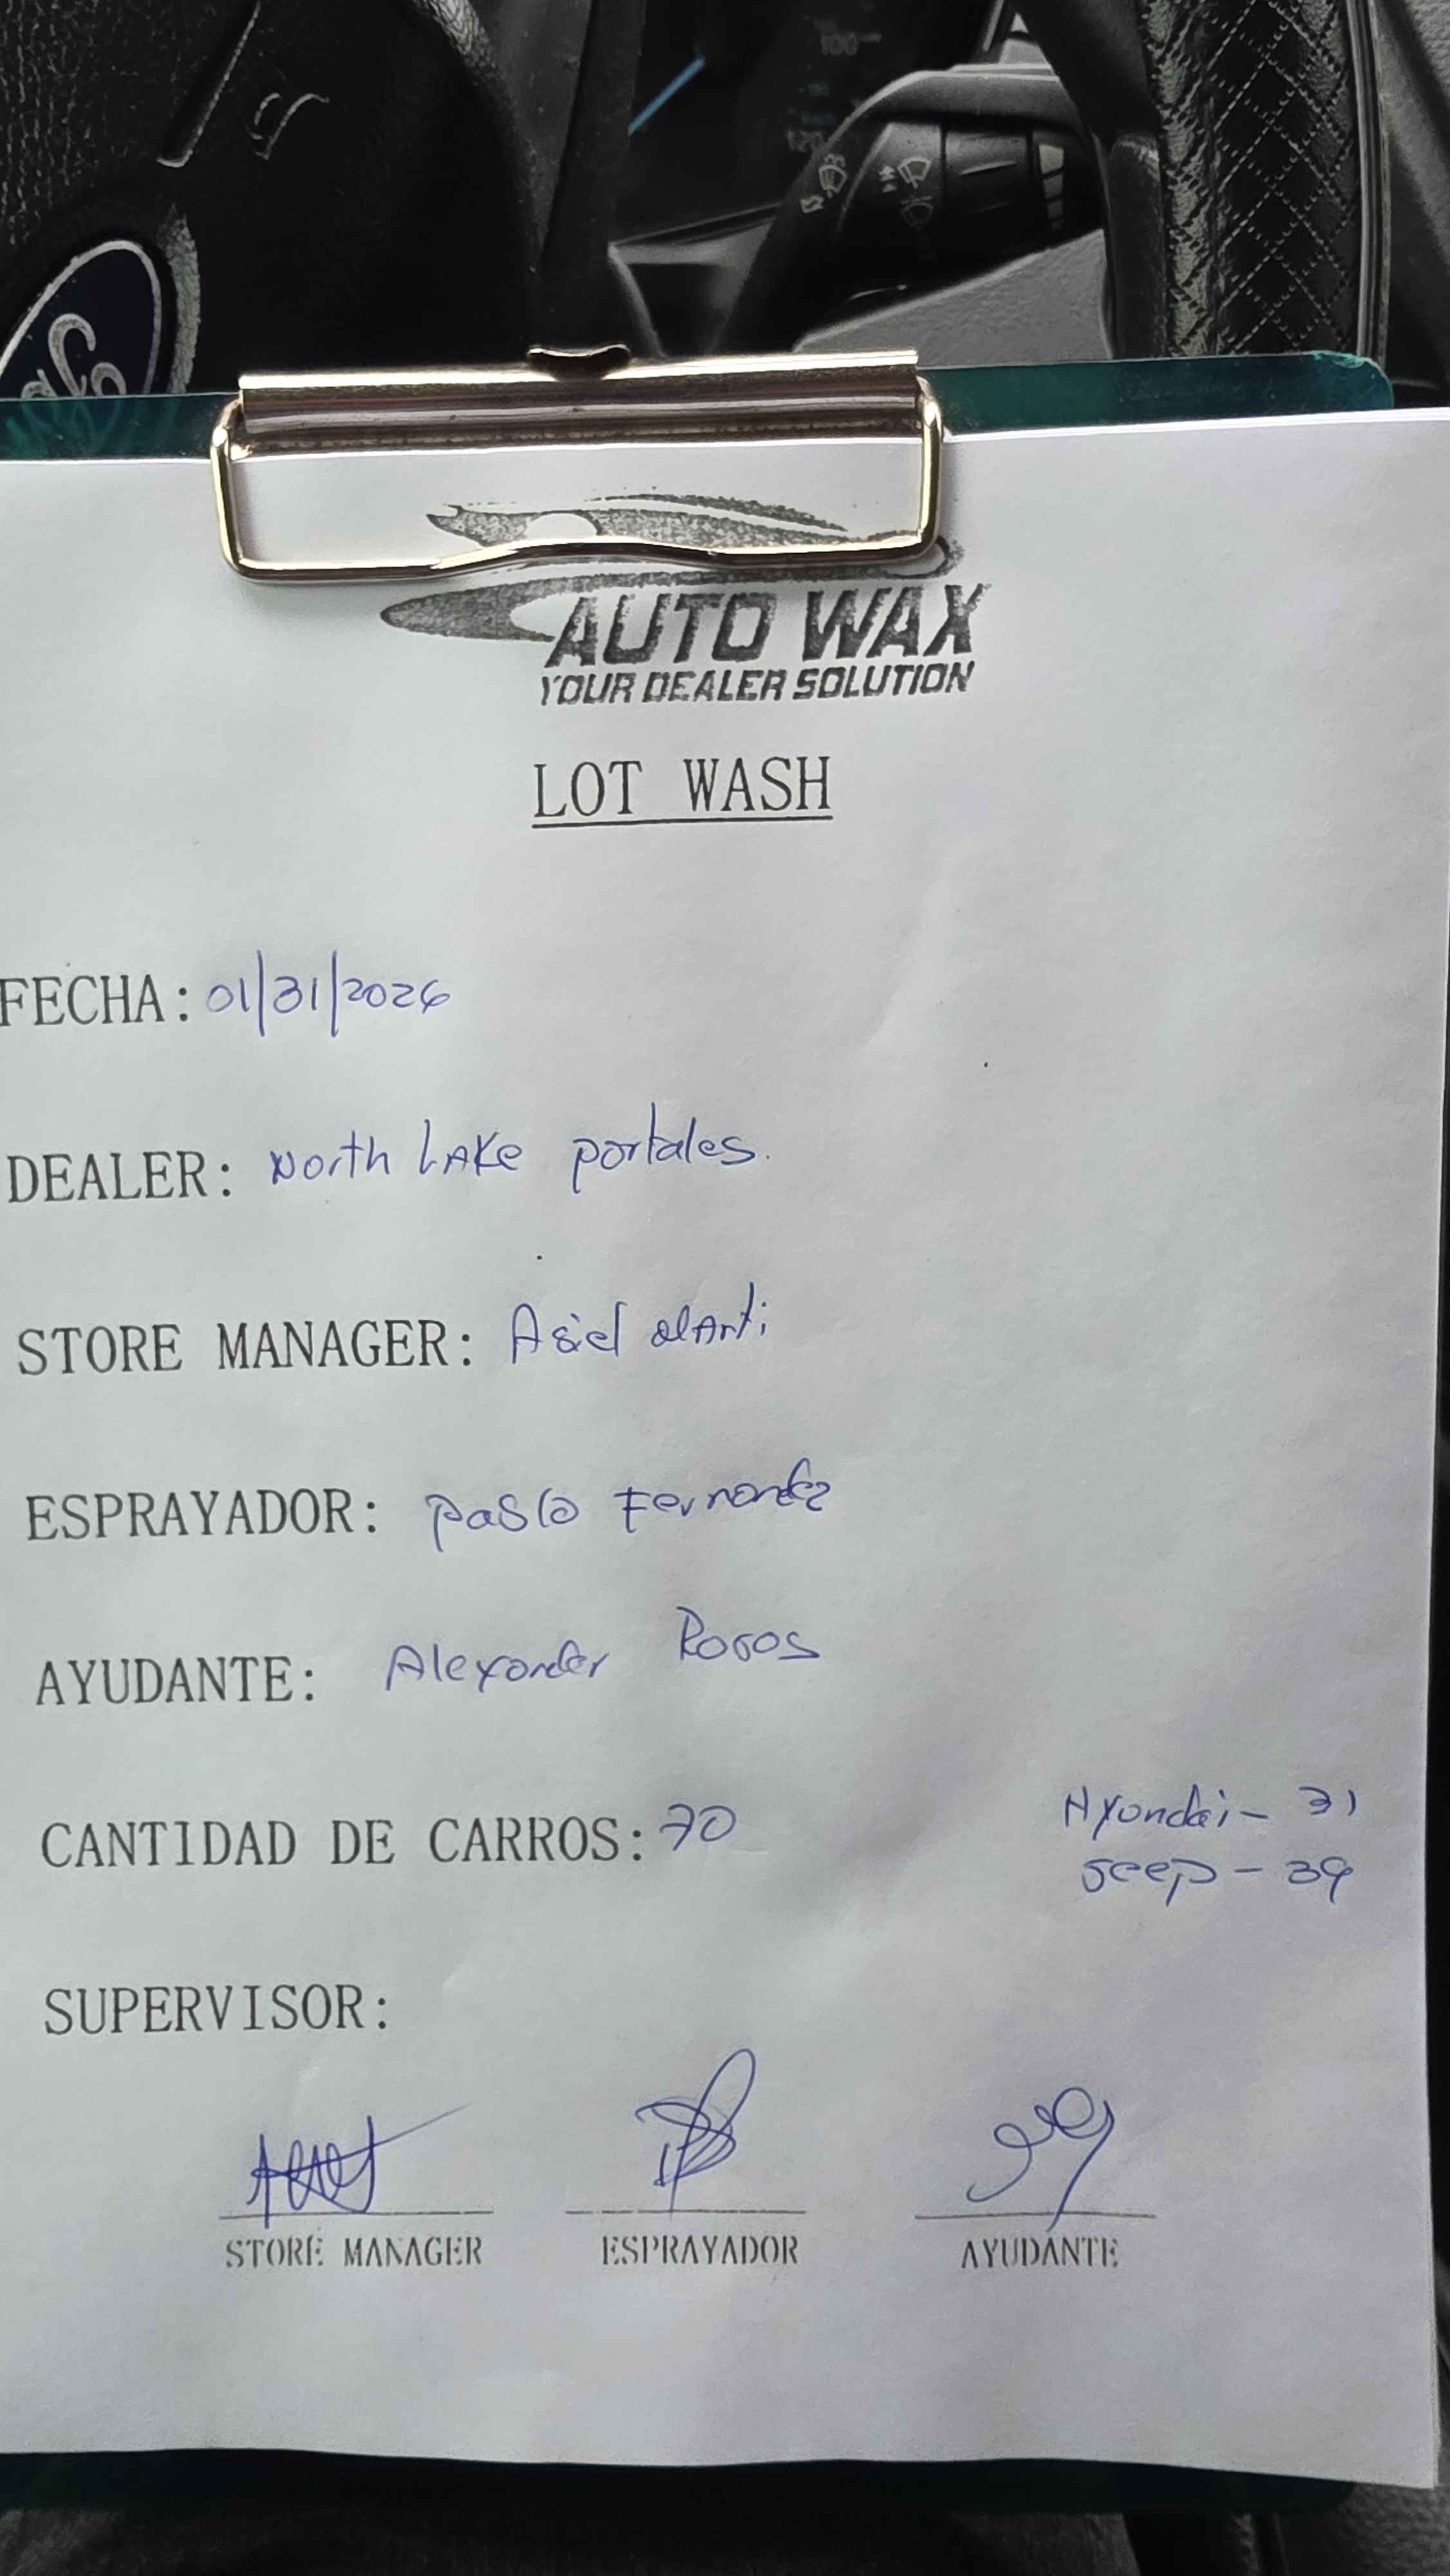 AUTO WAX
YOUR DEALER SOLUTION
LOT WASH
FECHA: 01/31/2026
DEALER: North Lake portales.
STORE MANAGER: Asiel
ESPRAYADOR: Pablo Fernandez
AYUDANTE: Alexander
CANTIDAD DE CARROS: 70
Hyundai - 31
Jeep - 39
SUPERVISOR:
STORE MANAGER ESPRAYADOR AYUDANTE